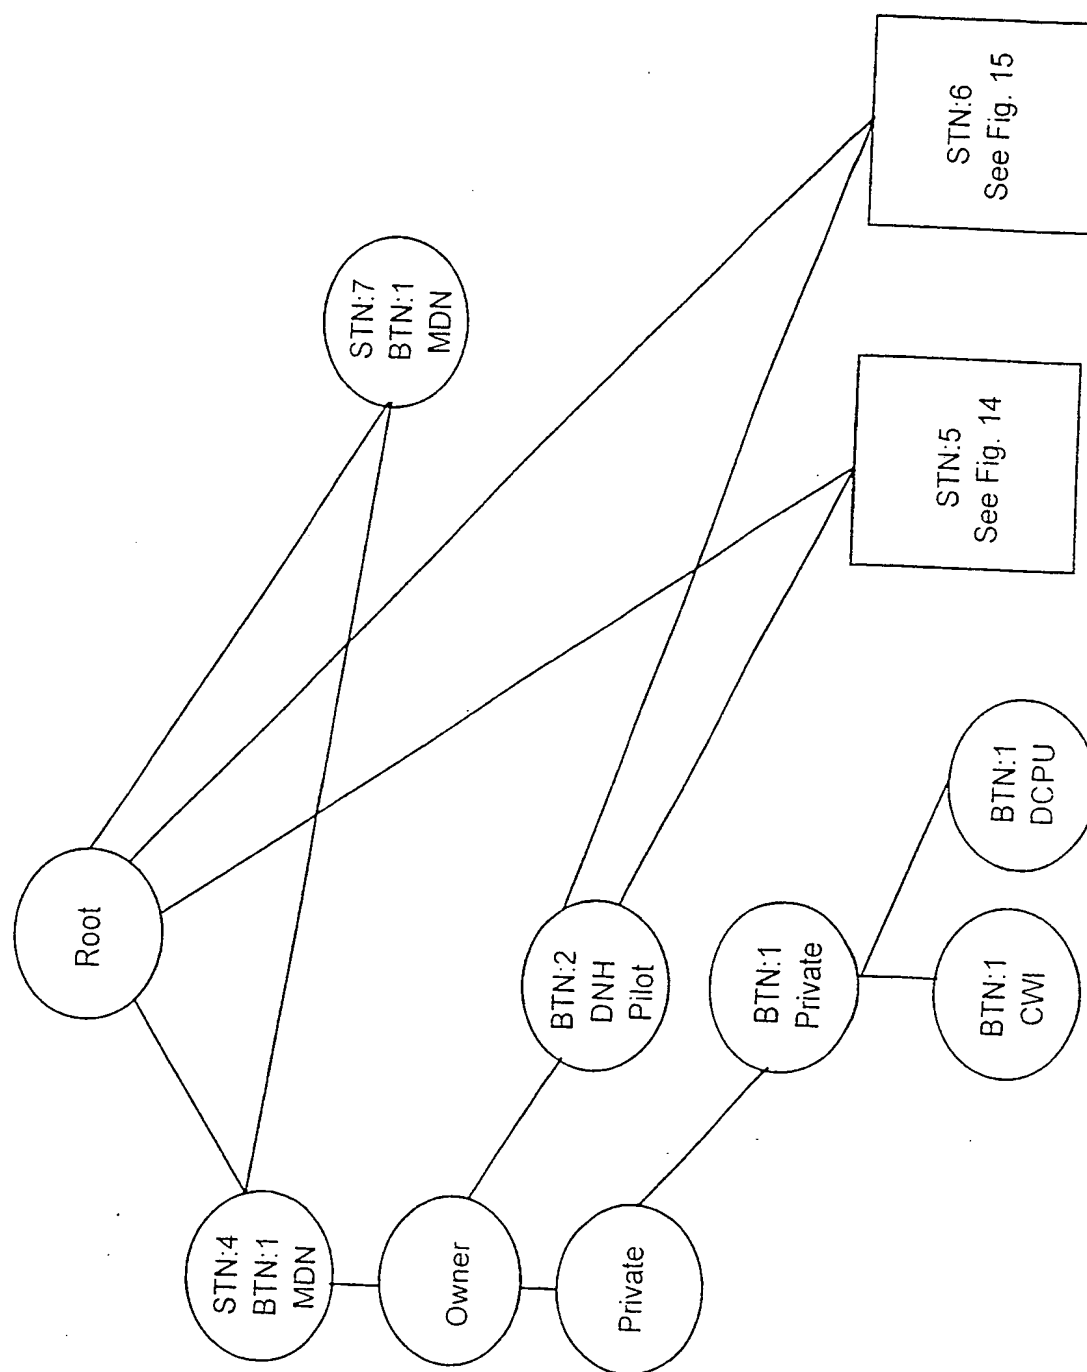 Root
STN:4
BTN:1
MDN
STN:7
BTN:1
MDN
Owner
BTN:2
DNH
Pilot
Private
BTN:1
Private
BTN:1
CWI
BTN:1
DCPU
STN:5
See Fig. 14
STN:6
See Fig. 15